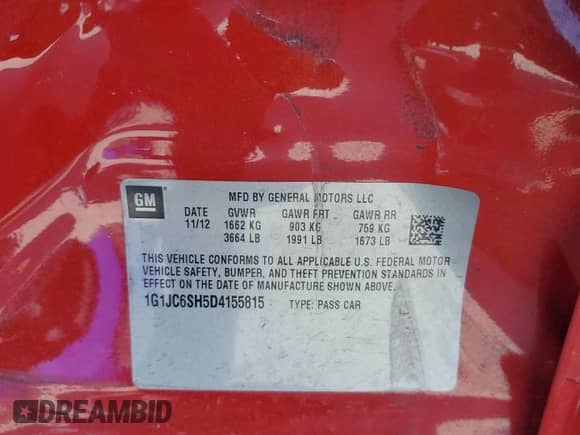 GM
MFD BY GENERAL MOTORS LLC
DATE GVWR GAWR FRT GAWR RR
11/12 1662 KG 903 KG 759 KG
3664 LB 1991 LB 1673 LB
THIS VEHICLE CONFORMS TO ALL APPLICABLE U.S. FEDERAL MOTOR
VEHICLE SAFETY, BUMPER, AND THEFT PREVENTION STANDARDS IN
EFFECT ON THE DATE OF MANUFACTURE SHOWN ABOVE.
1G1JC6SH5D4155815 TYPE: PASS CAR
DREAMBID